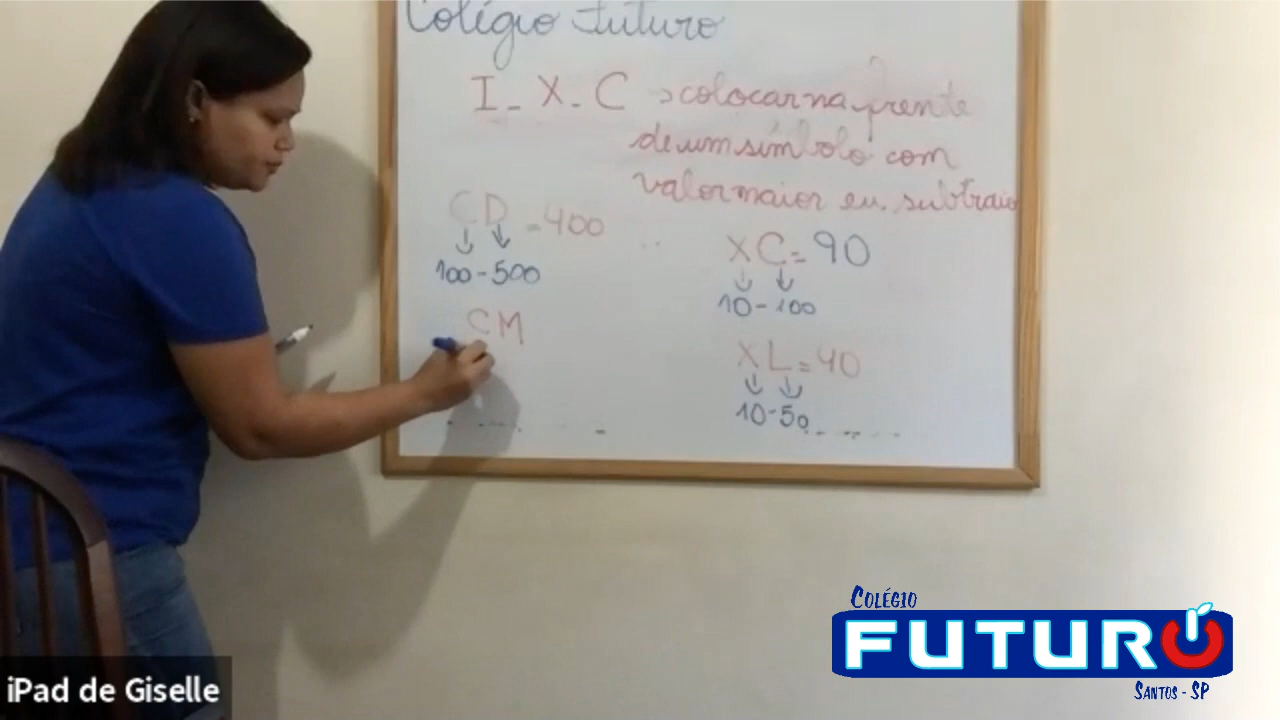 Colégio Futuro
I - X - C → colocar na frente
de um símbolo com
valor maior eu subtraio
CD = 400
100 - 500
CM
XC = 90
10 - 100
XL = 40
10 - 50
COLÉGIO
FUTURO
SANTOS - SP
iPad de Giselle